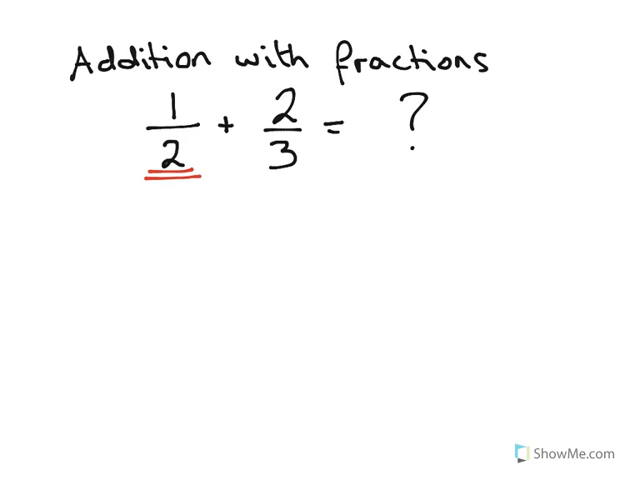 Addition with fractions
1/2 + 2/3 = ?
ShowMe.com